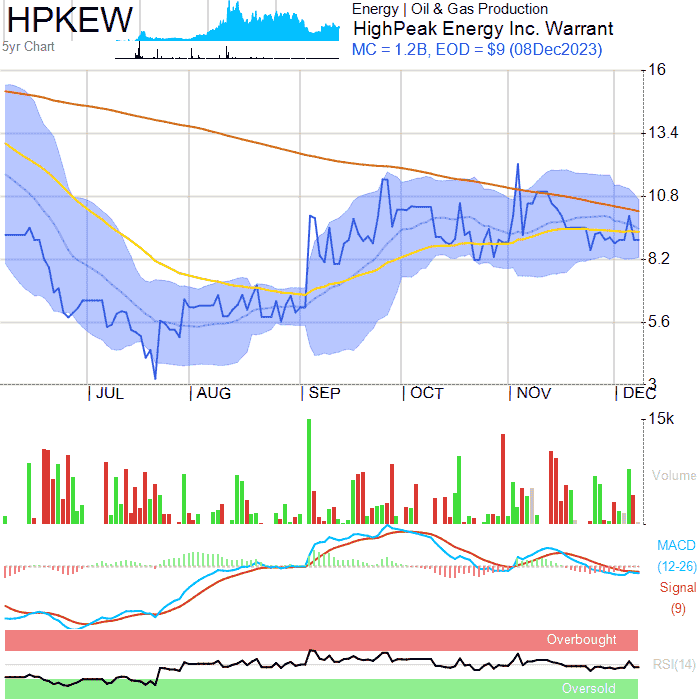 HPKEW
5yr Chart
Energy | Oil & Gas Production
HighPeak Energy Inc. Warrant
MC = 1.2B, EOD = $9 (08Dec2023)
16
13.4
10.8
8.2
5.6
3
JUL
AUG
SEP
OCT
NOV
DEC
15k
Volume
MACD
(12-26)
Signal
(9)
Overbought
RSI(14)
Oversold